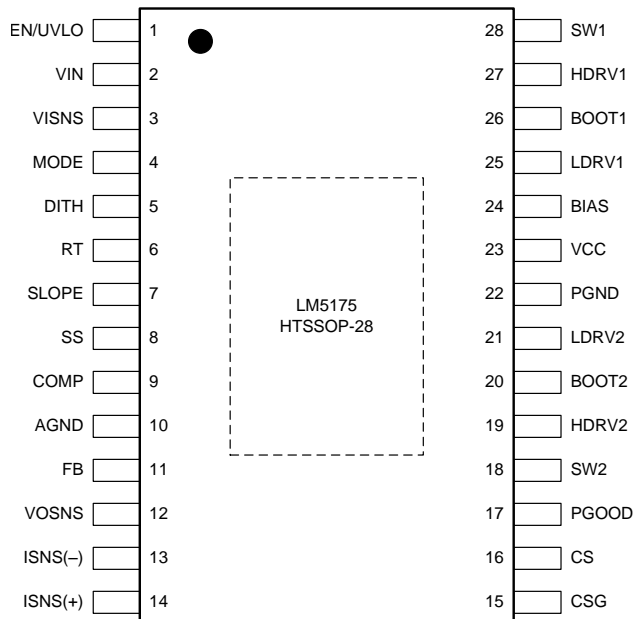 EN/UVLO 1 28 SW1
VIN 2 27 HDRV1
VISNS 3 26 BOOT1
MODE 4 25 LDRV1
DITH 5 24 BIAS
RT 6 23 VCC
SLOPE 7 22 PGND
LM5175
HTSSOP-28
SS 8 21 LDRV2
COMP 9 20 BOOT2
AGND 10 19 HDRV2
FB 11 18 SW2
VOSNS 12 17 PGOOD
ISNS(–) 13 16 CS
ISNS(+) 14 15 CSG